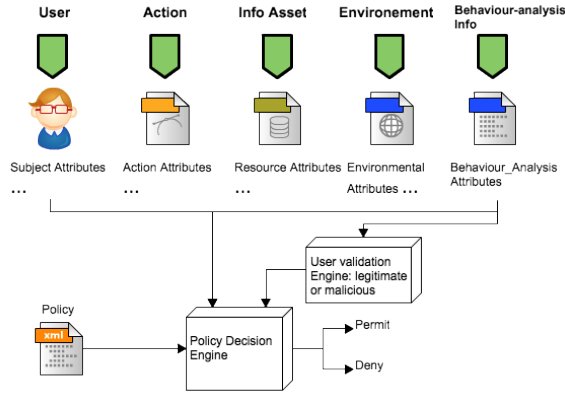 User
Action
Info Asset
Environement
Behaviour-analysis
Info
Subject Attributes
...
Action Attributes
...
Resource Attributes
...
Environmental
Attributes ...
Behaviour_Analysis
Attributes
User validation
Engine: legitimate
or malicious
Policy
xml
Policy Decision
Engine
Permit
Deny